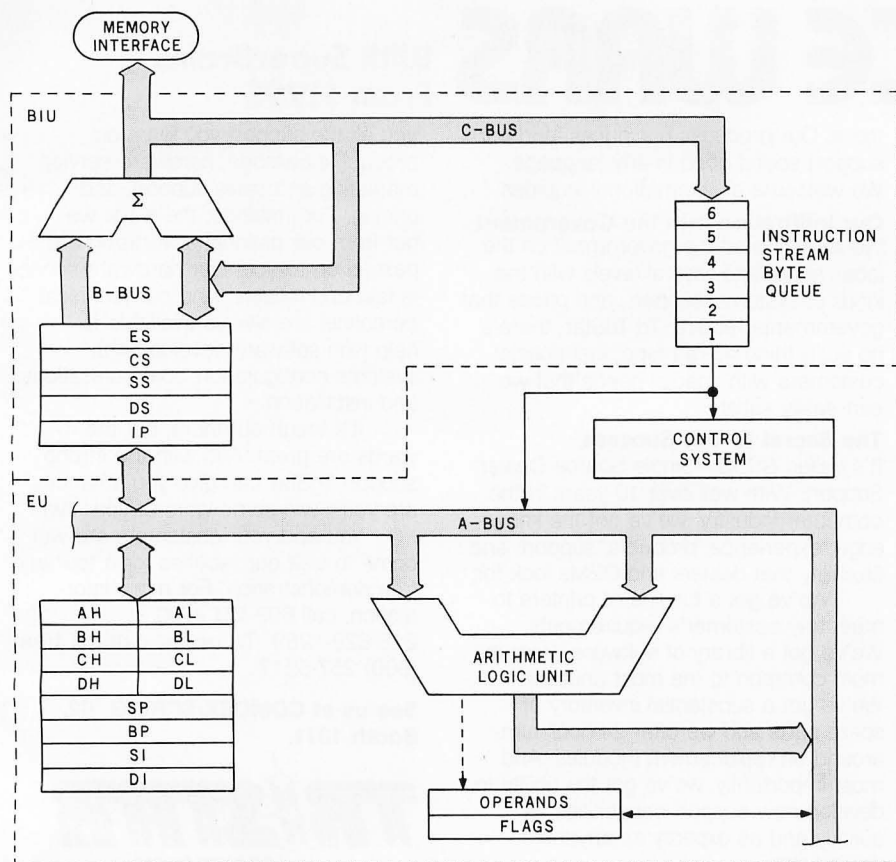 MEMORY
INTERFACE
BIU
C-BUS
Σ
B-BUS
6
5
4
3
2
1
INSTRUCTION
STREAM
BYTE
QUEUE
ES
CS
SS
DS
IP
CONTROL
SYSTEM
EU
A-BUS
AH AL
BH BL
CH CL
DH DL
SP
BP
SI
DI
ARITHMETIC
LOGIC UNIT
OPERANDS
FLAGS